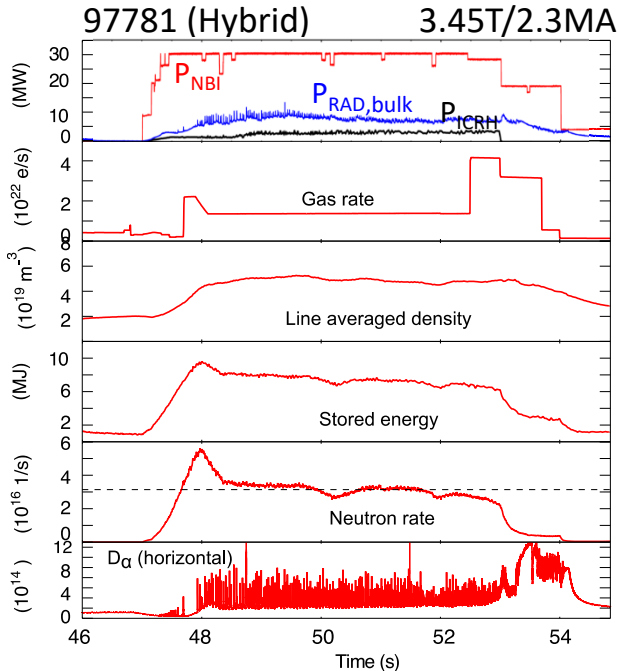 97781 (Hybrid) 3.45T/2.3MA
30
20
10
0
(MW)
P_NBI
P_RAD,bulk
P_ICRH
4
2
0
(10^22 e/s)
Gas rate
8
6
4
2
(10^19 m^-3)
Line averaged density
10
8
6
2
(MJ)
Stored energy
6
4
2
0
(10^16 1/s)
Neutron rate
12
8
4
0
(10^14 )
Dα (horizontal)
46 48 50 52 54
Time (s)